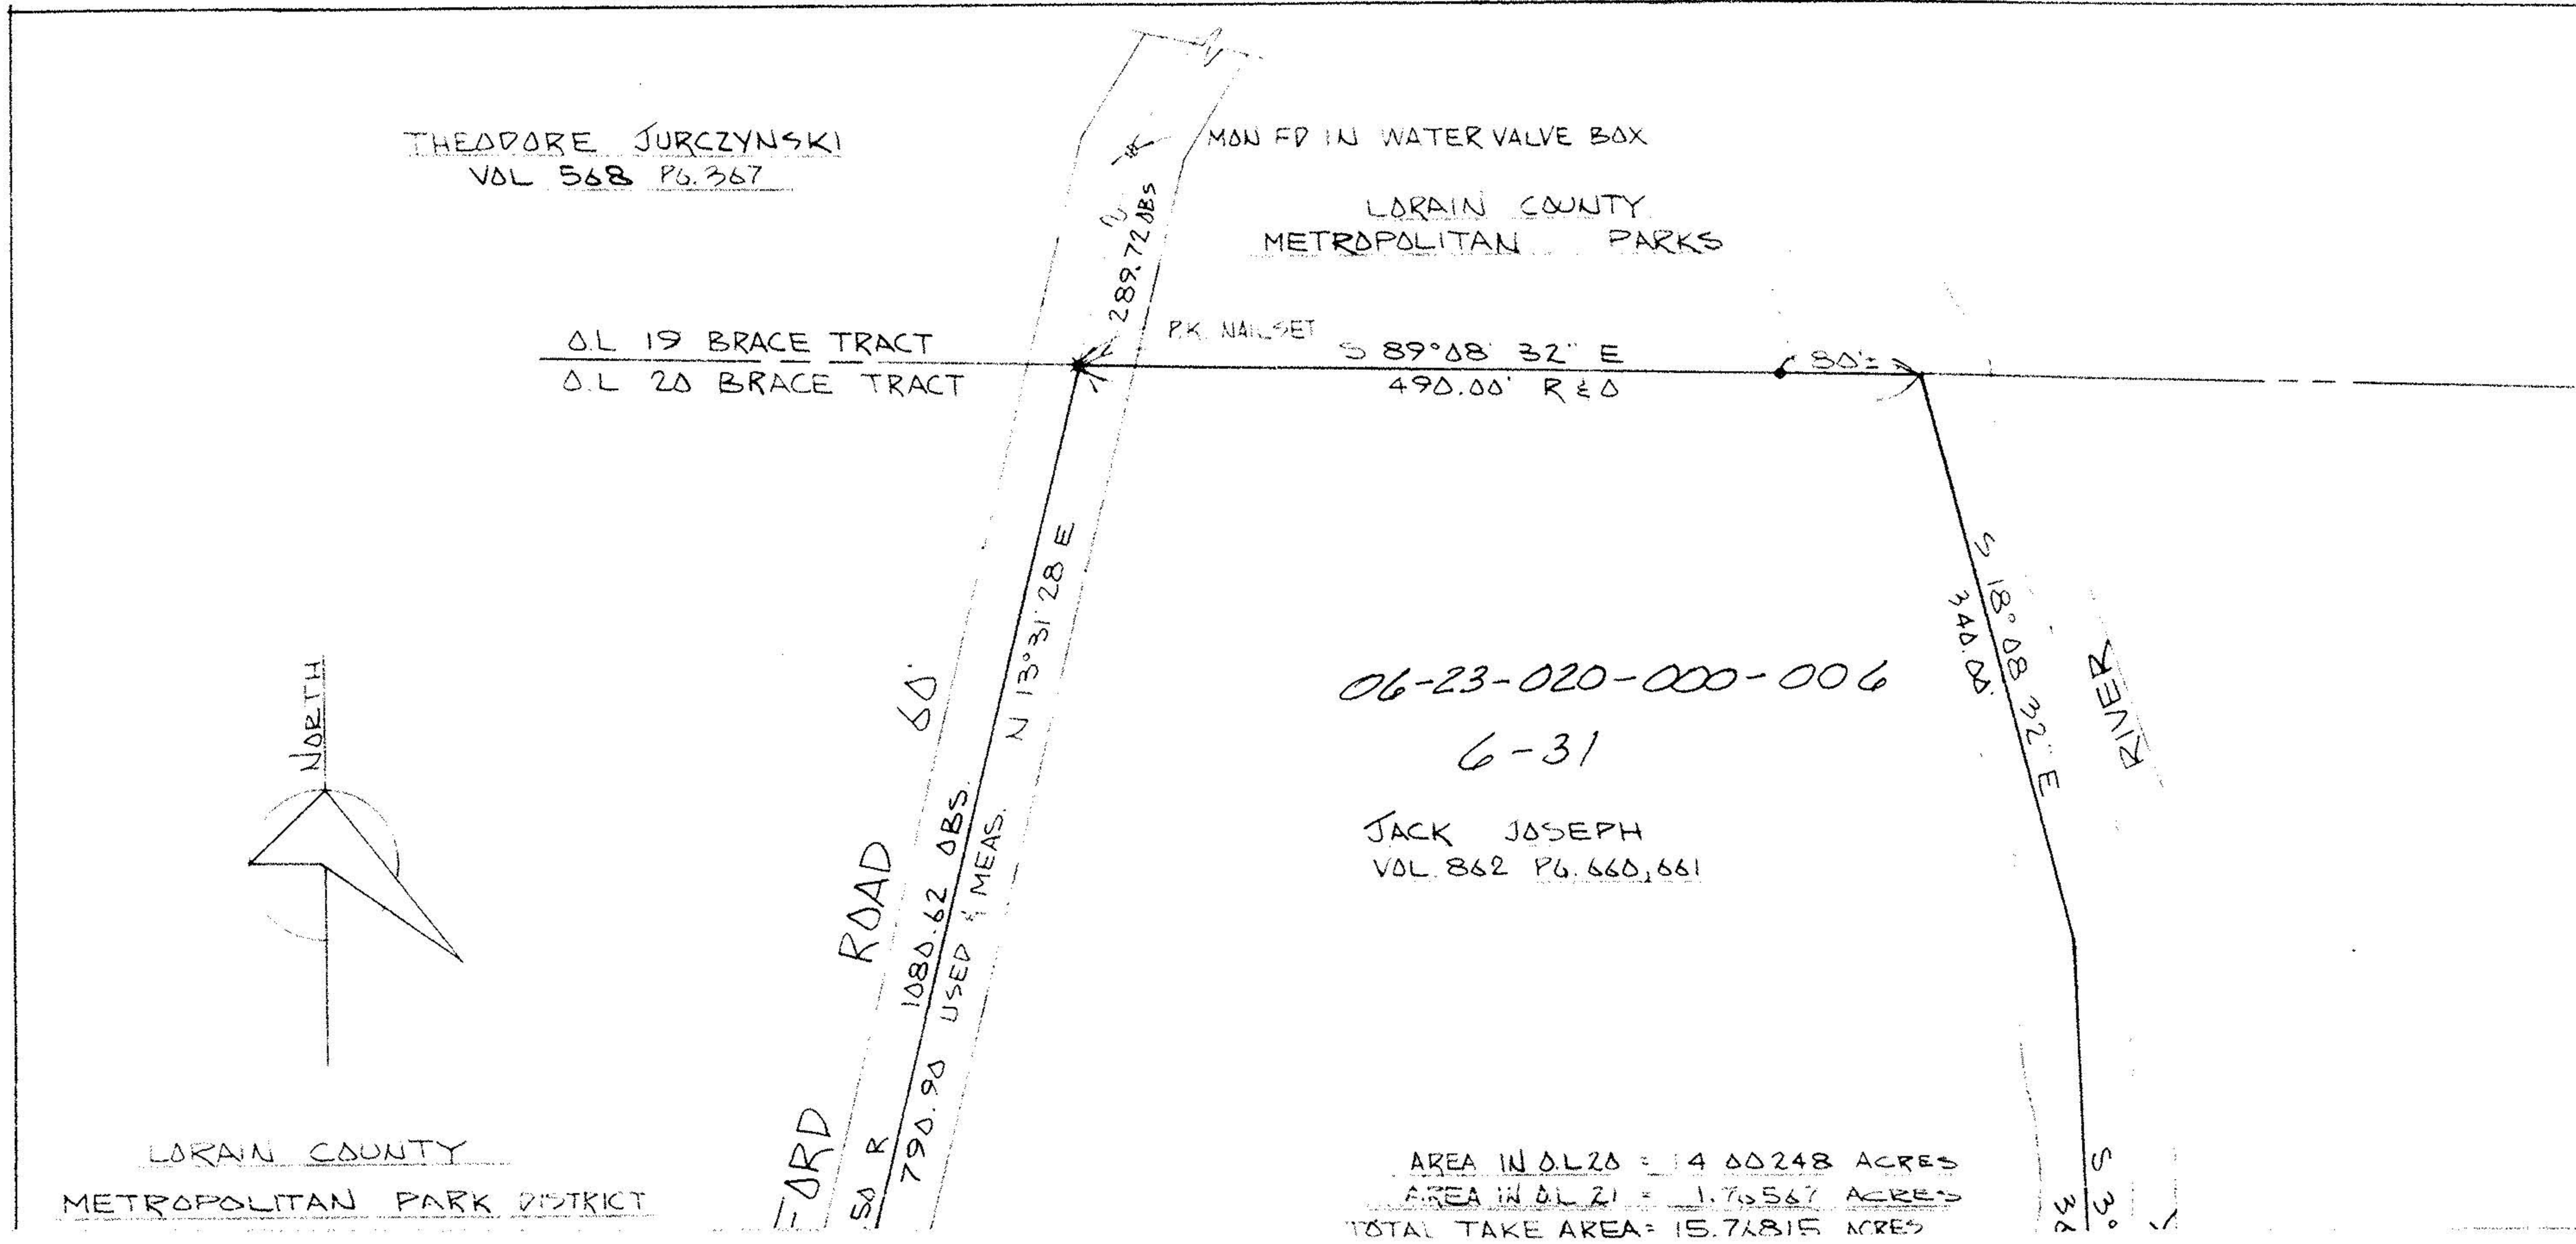 THEODORE JURCZYNSKI
VOL 568 PG. 367
MON FD IN WATER VALVE BOX
LORAIN COUNTY
METROPOLITAN PARKS
289.72 OBS
P.K. NAIL SET
O.L 19 BRACE TRACT
O.L 20 BRACE TRACT
S 89°08' 32" E
490.00' R & O
80'±
N 13°31' 28 E
S 18°08 32" E
340.00'
RIVER
60'
ROAD
1080.62 OBS.
USED & MEAS.
790.90
50 R
FORD
NORTH
06-23-020-000-006
6-31
JACK JOSEPH
VOL. 862 PG. 660,661
LORAIN COUNTY
METROPOLITAN PARK DISTRICT
AREA IN O.L 20 = 14 00248 ACRES
AREA IN O.L 21 = 1.76567 ACRES
TOTAL TAKE AREA = 15.76815 ACRES
S 3°